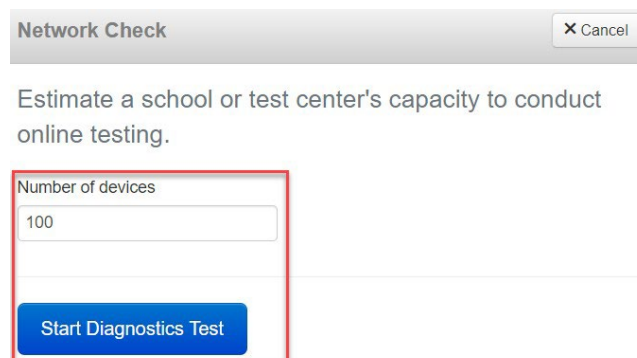 Network Check
× Cancel
Estimate a school or test center's capacity to conduct
online testing.
Number of devices
100
Start Diagnostics Test